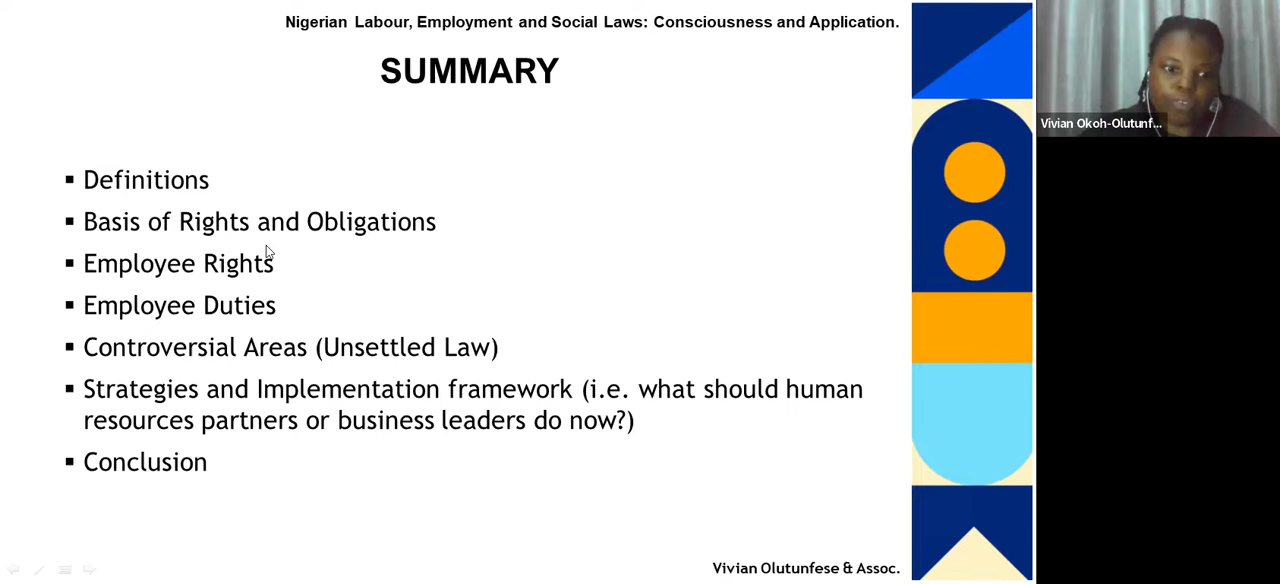 Nigerian Labour, Employment and Social Laws: Consciousness and Application.
SUMMARY
▪ Definitions
▪ Basis of Rights and Obligations
▪ Employee Rights
▪ Employee Duties
▪ Controversial Areas (Unsettled Law)
▪ Strategies and Implementation framework (i.e. what should human
resources partners or business leaders do now?)
▪ Conclusion
Vivian Olutunfese & Assoc.
Vivian Okoh-Olutunf...